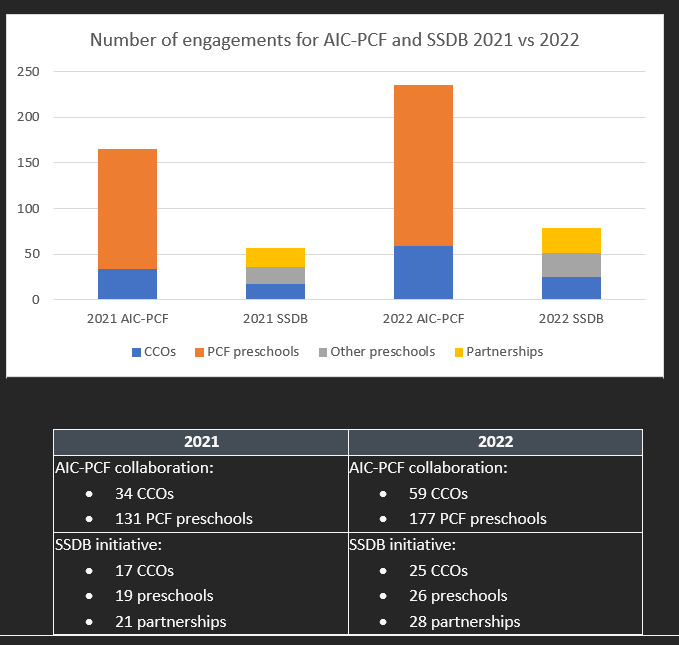 Number of engagements for AIC-PCF and SSDB 2021 vs 2022
250
200
150
100
50
0
2021 AIC-PCF 2021 SSDB 2022 AIC-PCF 2022 SSDB
CCOs PCF preschools Other preschools Partnerships
2021 2022
AIC-PCF collaboration: AIC-PCF collaboration:
• 34 CCOs • 59 CCOs
• 131 PCF preschools • 177 PCF preschools
SSDB initiative: SSDB initiative:
• 17 CCOs • 25 CCOs
• 19 preschools • 26 preschools
• 21 partnerships • 28 partnerships